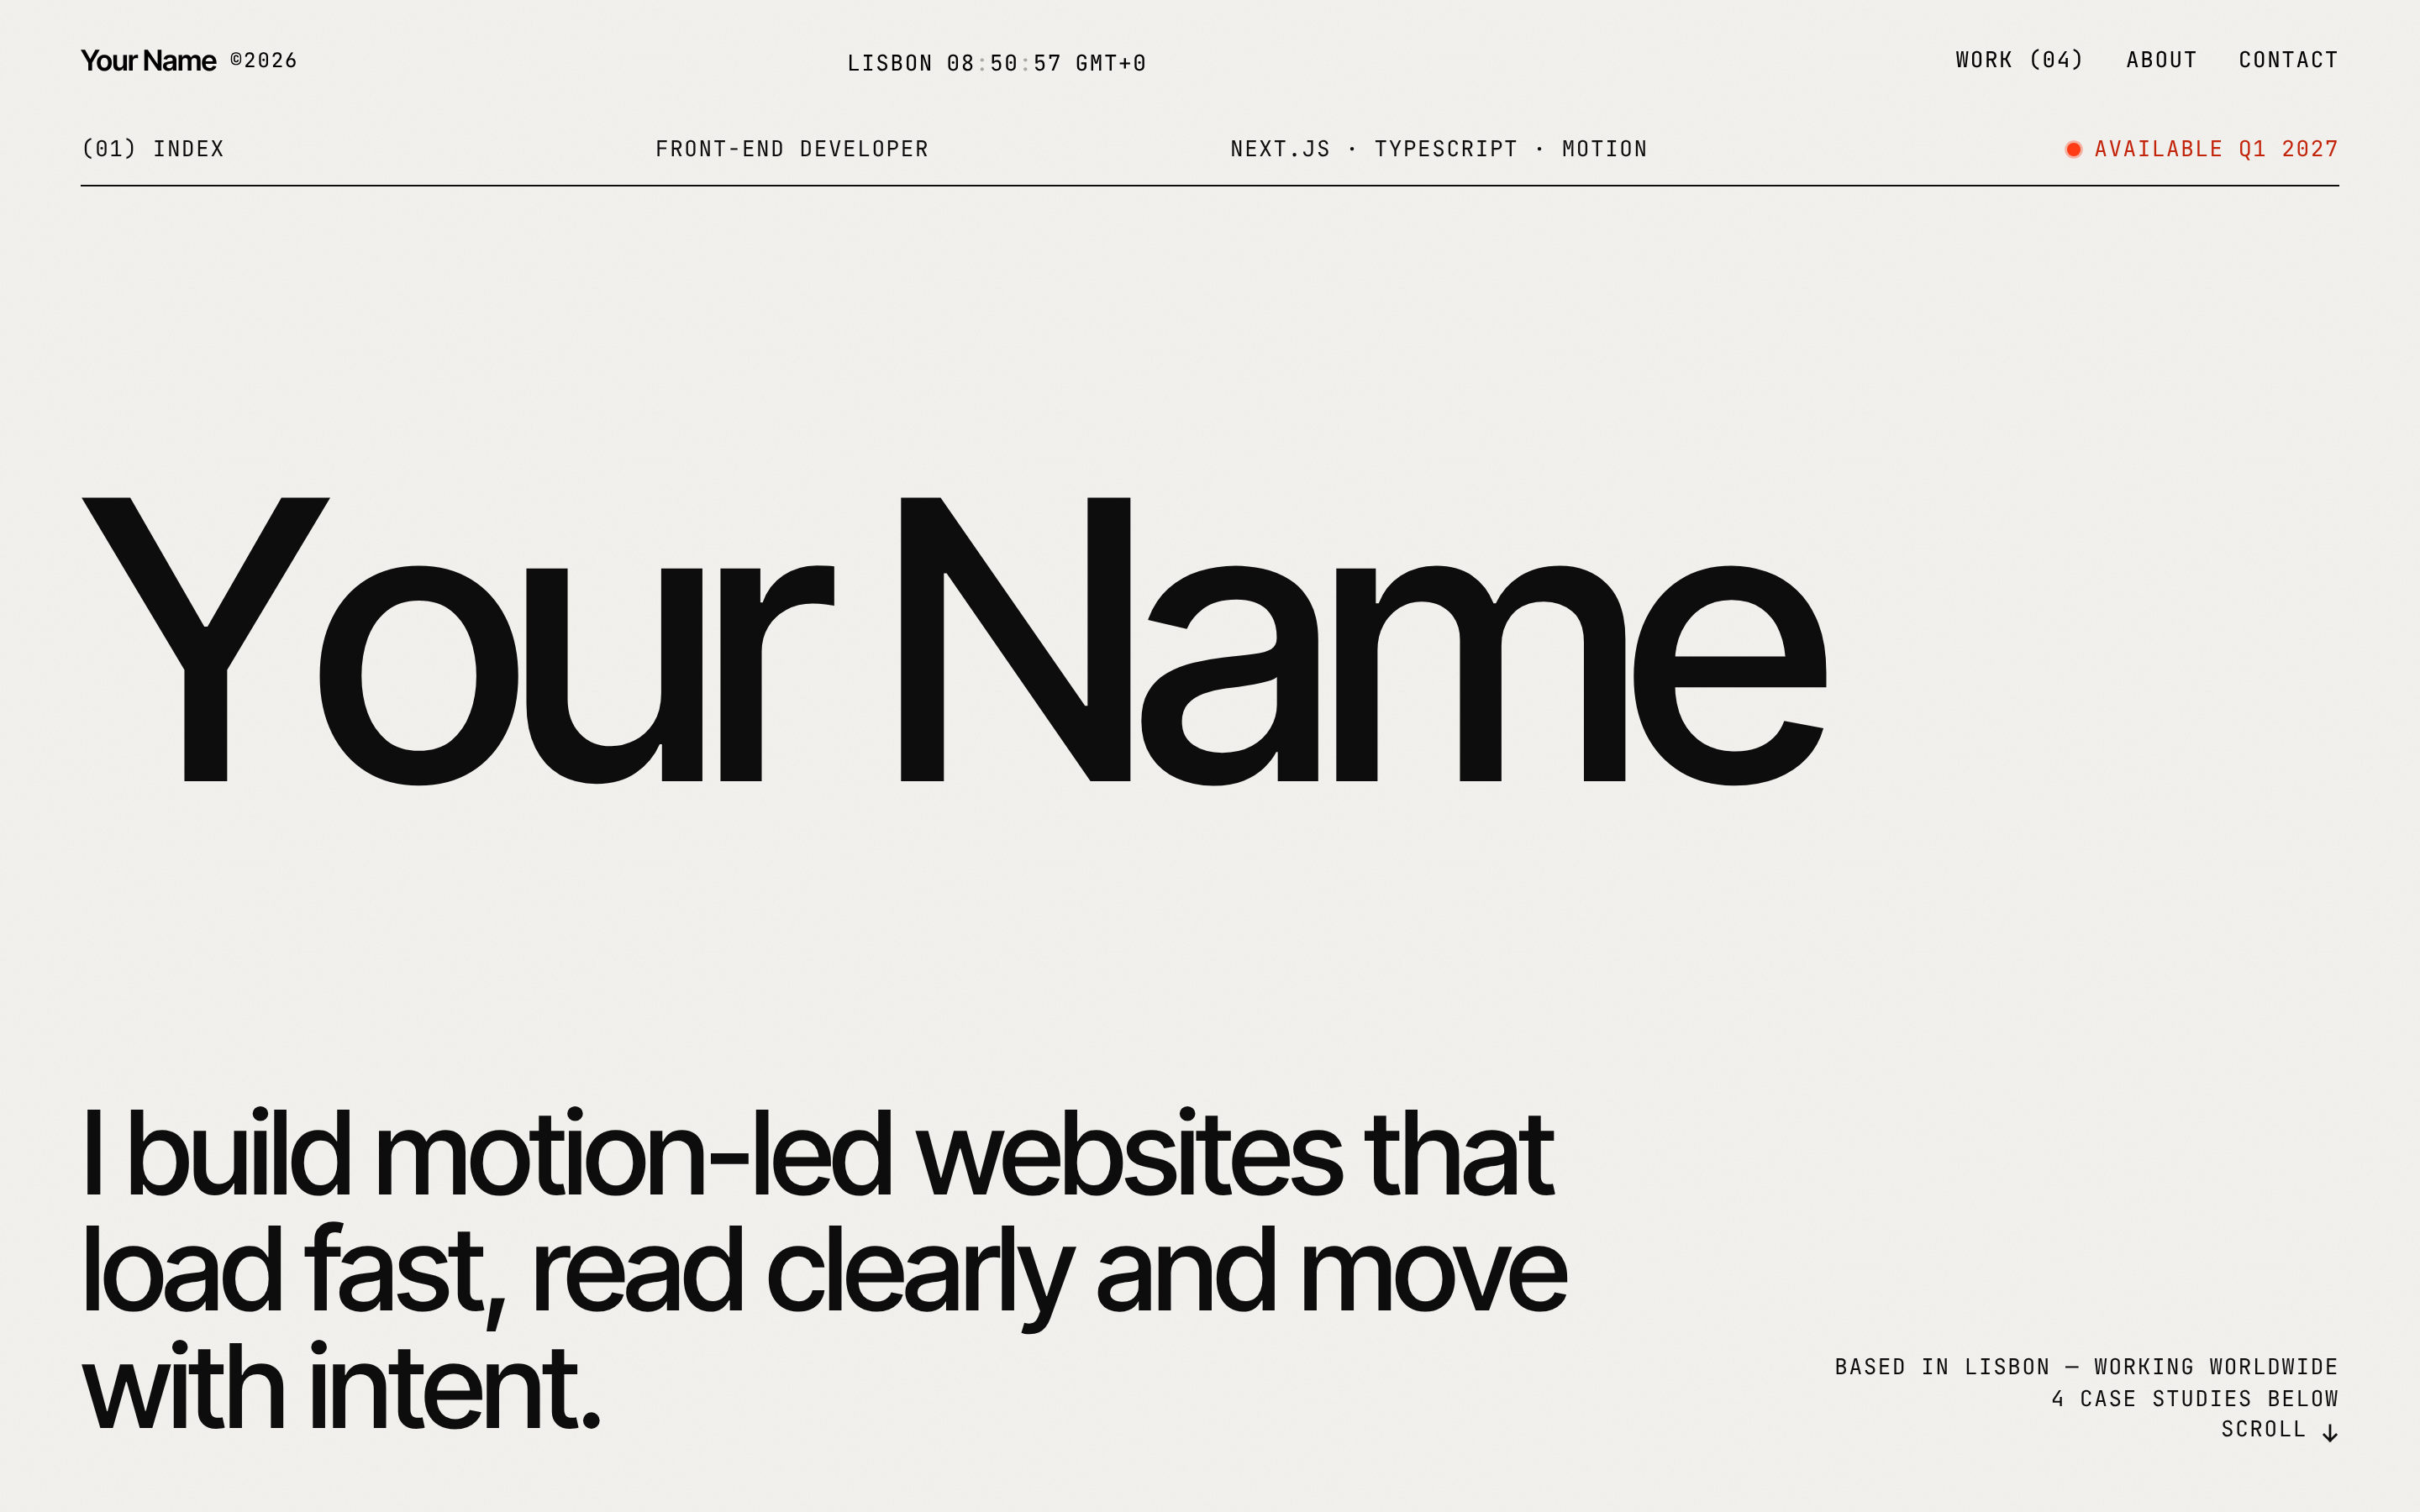 Your Name ©2026
LISBON 08:50:57 GMT+0
WORK (04) ABOUT CONTACT
(01) INDEX
FRONT-END DEVELOPER
NEXT.JS · TYPESCRIPT · MOTION
AVAILABLE Q1 2027
Your Name
I build motion-led websites that
load fast, read clearly and move
with intent.
BASED IN LISBON — WORKING WORLDWIDE
4 CASE STUDIES BELOW
SCROLL ↓